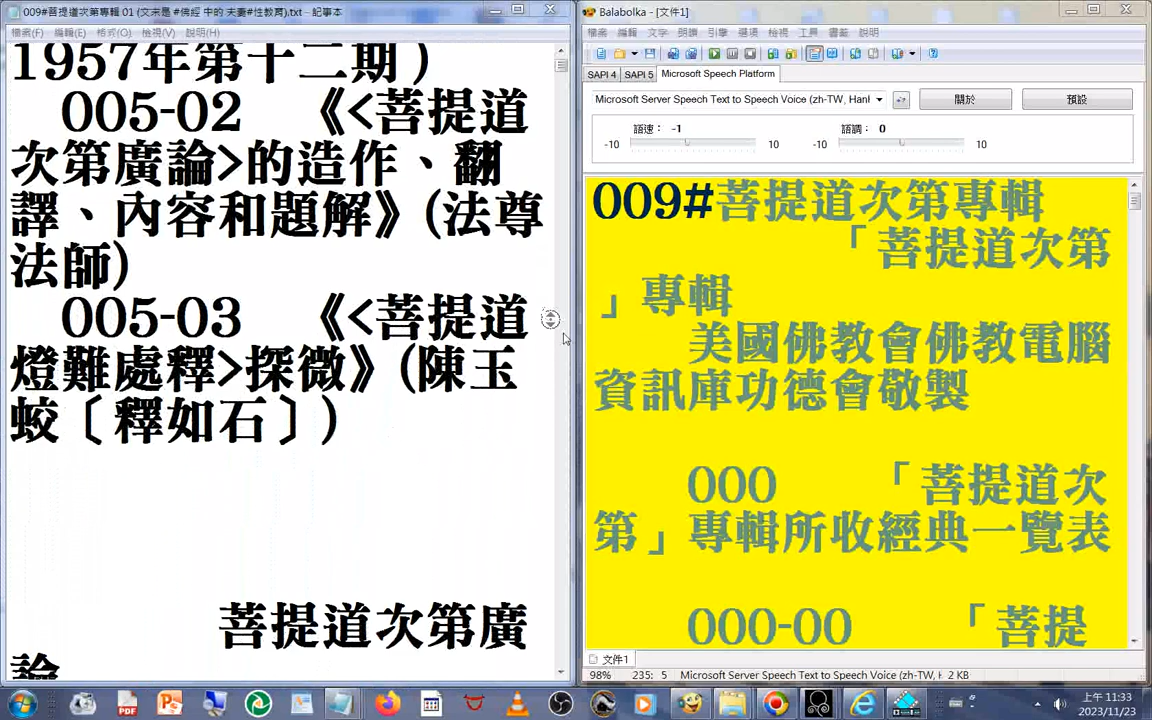 009#菩提道次第專輯 01 (文末是 #佛經 中的 夫妻#性教育).txt - 記事本
檔案(F) 編輯(E) 格式(O) 檢視(V) 說明(H)
1957年第十二期）
005-02 《<菩提道
次第廣論>的造作、翻
譯、內容和題解》(法尊
法師)
005-03 《<菩提道
燈難處釋>探微》(陳玉
蛟〔釋如石〕)
菩提道次第廣
論
Balabolka - [文件1]
檔案 編輯 文字 朗讀 引擎 選項 檢視 工具 書籤 說明
SAPI 4 SAPI 5 Microsoft Speech Platform
Microsoft Server Speech Text to Speech Voice (zh-TW, Hanl 關於 預設
語速： -1 語調： 0
-10 10 -10 10
009#菩提道次第專輯
「菩提道次第
」專輯
美國佛教會佛教電腦
資訊庫功德會敬製
000 「菩提道次
第」專輯所收經典一覽表
000-00 「菩提
文件1
98% 235: 5 Microsoft Server Speech Text to Speech Voice (zh-TW, H 2 KB
上午 11:33
2023/11/23